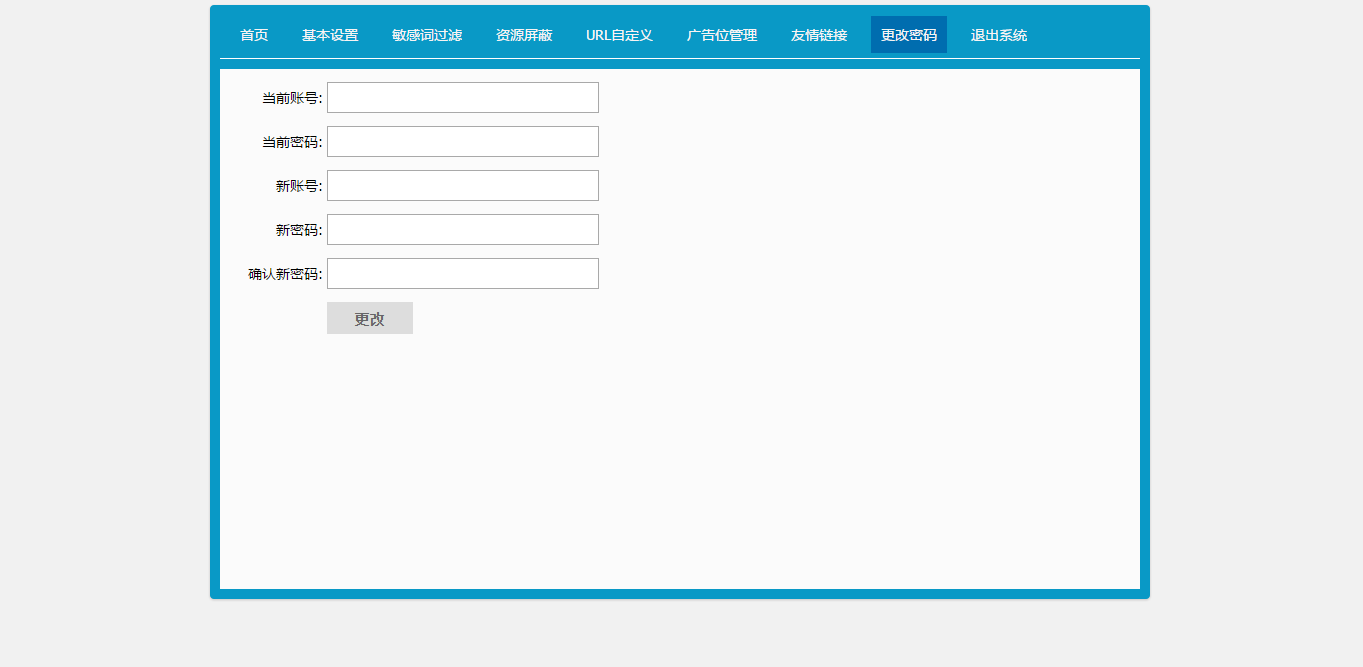 首页 基本设置 敏感词过滤 资源屏蔽 URL自定义 广告位管理 友情链接 更改密码 退出系统
当前账号:
当前密码:
新账号:
新密码:
确认新密码:
更改